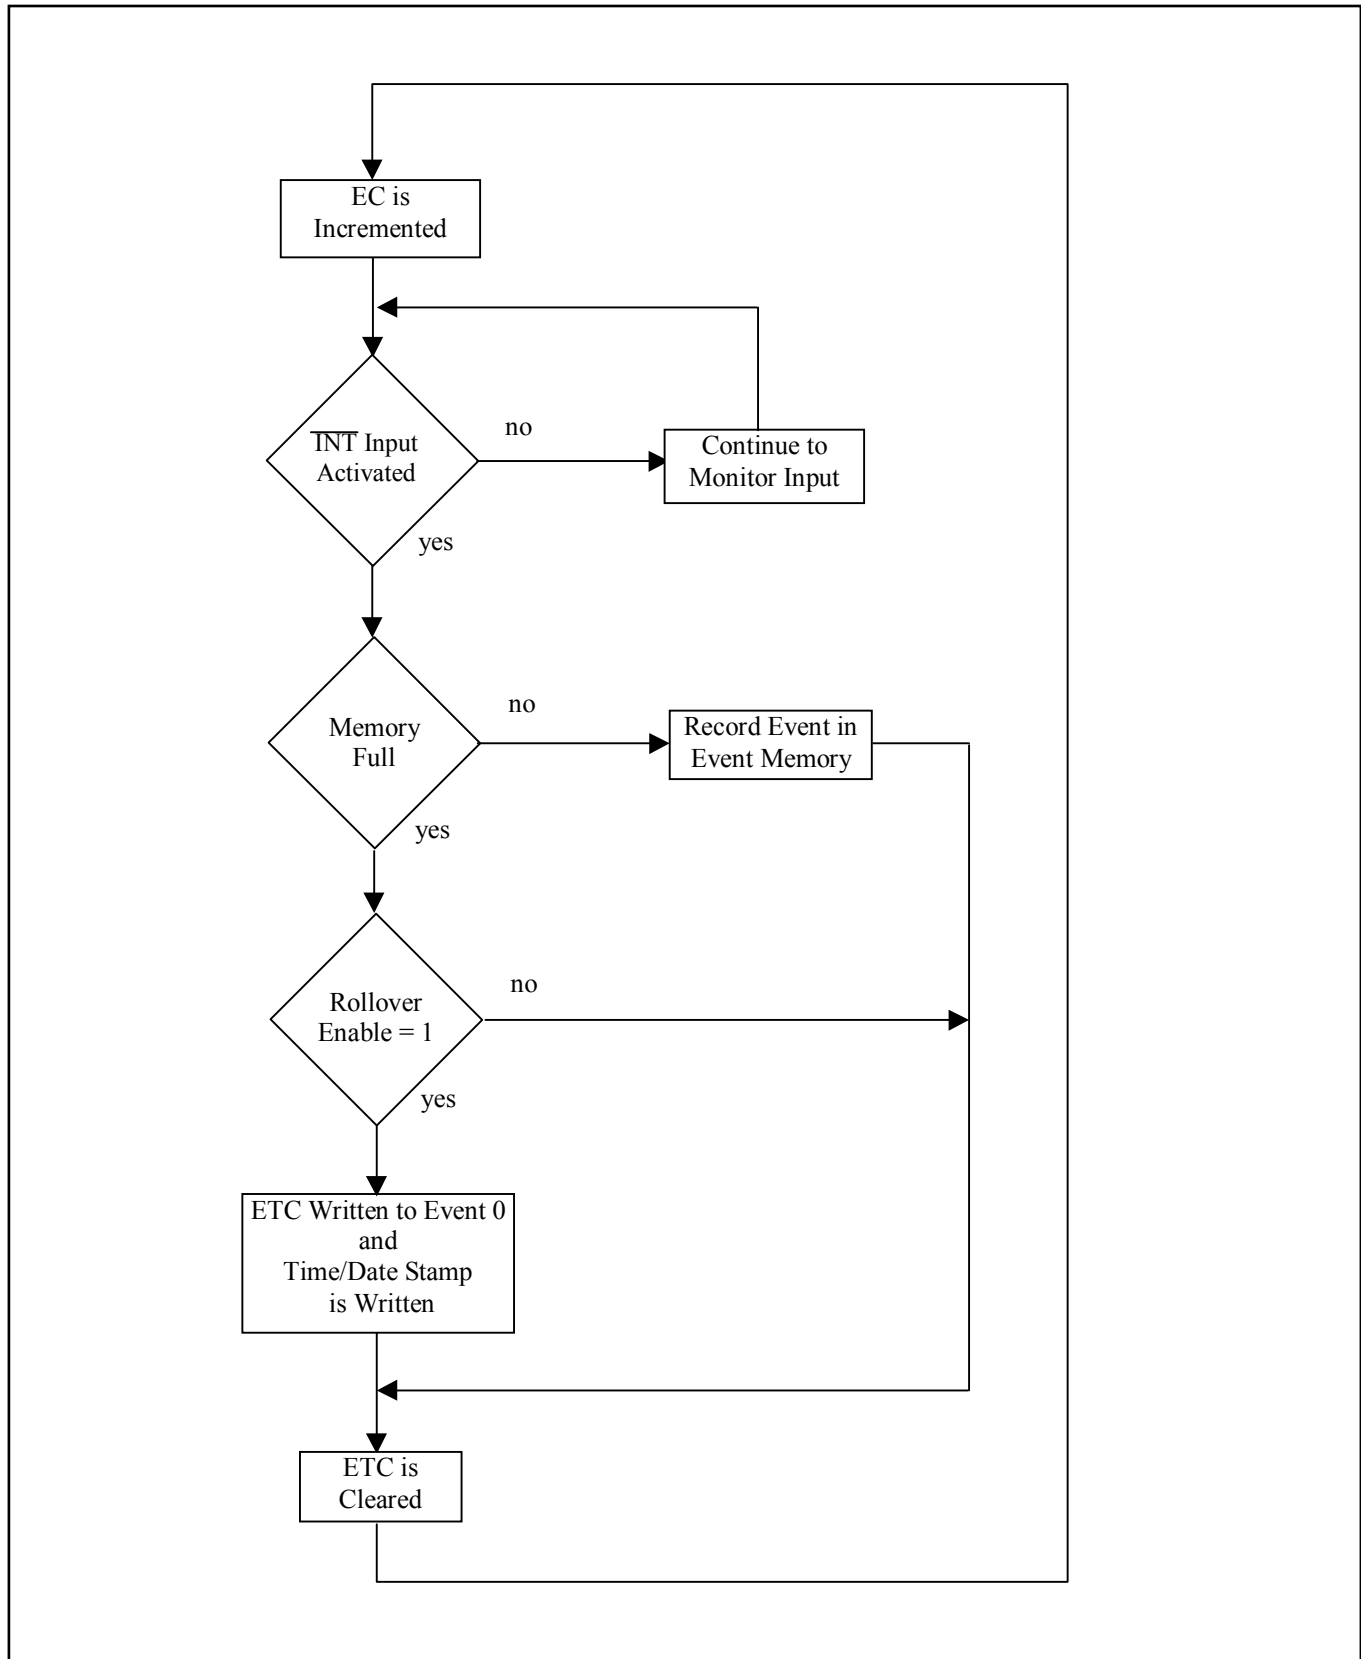 EC is
Incremented
INT Input
Activated
no
Continue to
Monitor Input
yes
Memory
Full
no
Record Event in
Event Memory
yes
Rollover
Enable = 1
no
yes
ETC Written to Event 0
and
Time/Date Stamp
is Written
ETC is
Cleared